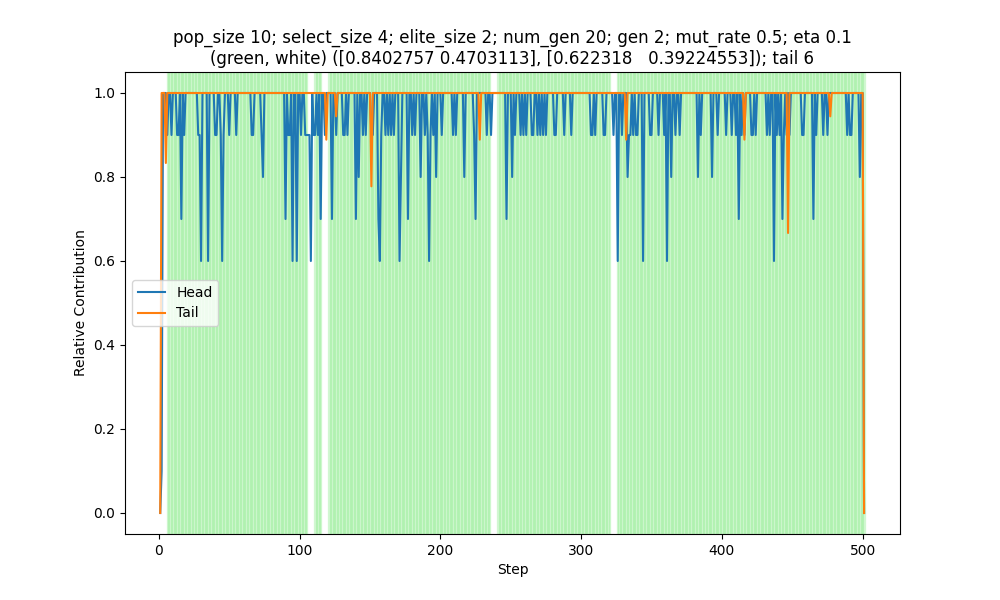 pop_size 10; select_size 4; elite_size 2; num_gen 20; gen 2; mut_rate 0.5; eta 0.1
(green, white) ([0.8402757 0.4703113], [0.622318   0.39224553]); tail 6
1.0
0.8
0.6
0.4
0.2
0.0
Relative Contribution
Head
Tail
0
100
200
300
400
500
Step